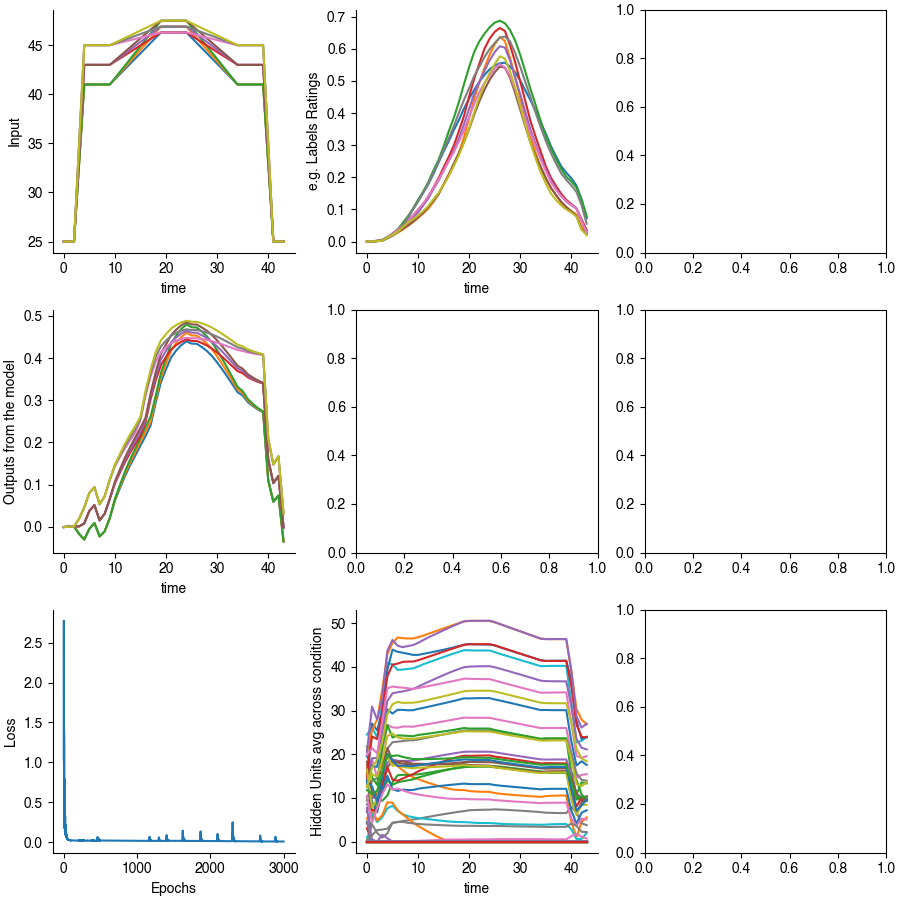 45
40
35
30
25
Input
0 10 20 30 40
time
0.7
0.6
0.5
0.4
0.3
0.2
0.1
0.0
e.g. Labels Ratings
0 10 20 30 40
time
1.0
0.8
0.6
0.4
0.2
0.0
0.0 0.2 0.4 0.6 0.8 1.0
0.5
0.4
0.3
0.2
0.1
0.0
Outputs from the model
0 10 20 30 40
time
1.0
0.8
0.6
0.4
0.2
0.0
0.0 0.2 0.4 0.6 0.8 1.0
1.0
0.8
0.6
0.4
0.2
0.0
0.0 0.2 0.4 0.6 0.8 1.0
2.5
2.0
1.5
1.0
0.5
0.0
Loss
0 1000 2000 3000
Epochs
50
40
30
20
10
0
Hidden Units avg across condition
0 10 20 30 40
time
1.0
0.8
0.6
0.4
0.2
0.0
0.0 0.2 0.4 0.6 0.8 1.0